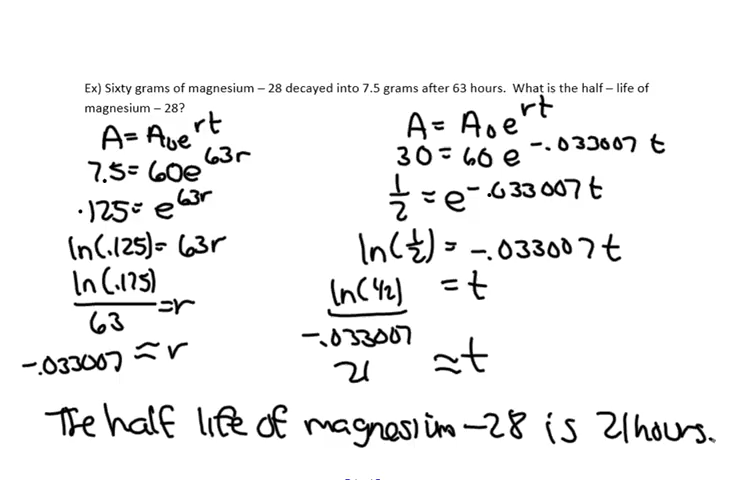 Ex) Sixty grams of magnesium – 28 decayed into 7.5 grams after 63 hours. What is the half – life of
magnesium – 28?
A = A₀e^rt
7.5 = 60e^63r
.125 = e^63r
ln(.125) = 63r
ln(.125)/63 = r
-.033007 ≈ r
A = A₀e^rt
30 = 60e^-.033007t
1/2 = e^-.033007t
ln(1/2) = -.033007t
ln(1/2)/-.033007 = t
21 ≈ t
The half life of magnesium-28 is 21 hours.